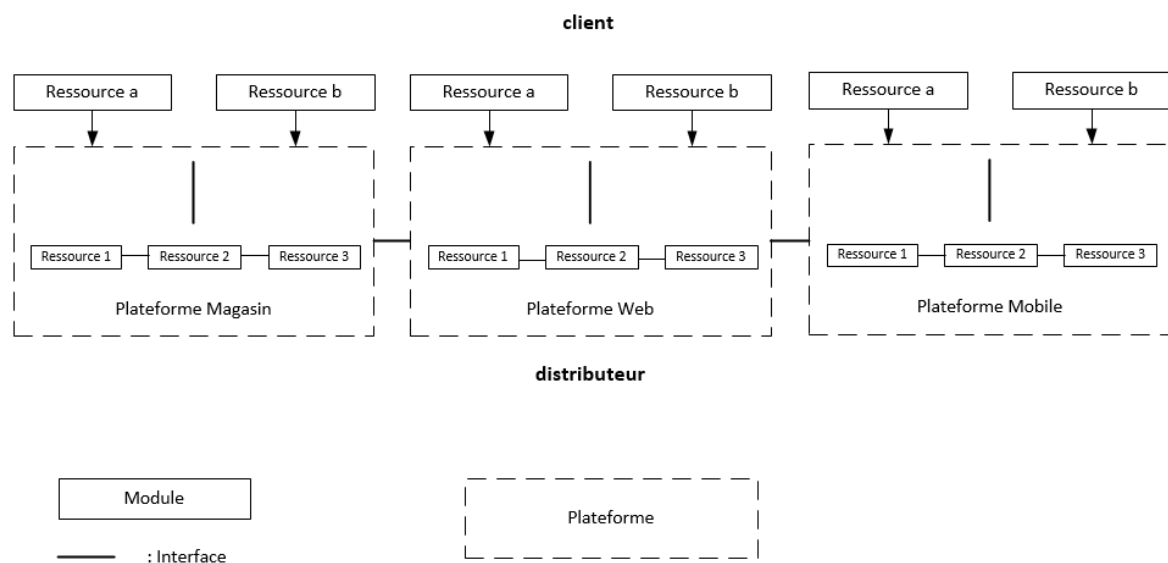 client
Ressource a
Ressource b
Ressource a
Ressource b
Ressource a
Ressource b
Ressource 1
Ressource 2
Ressource 3
Ressource 1
Ressource 2
Ressource 3
Ressource 1
Ressource 2
Ressource 3
Plateforme Magasin
Plateforme Web
Plateforme Mobile
distributeur
Module
Plateforme
: Interface